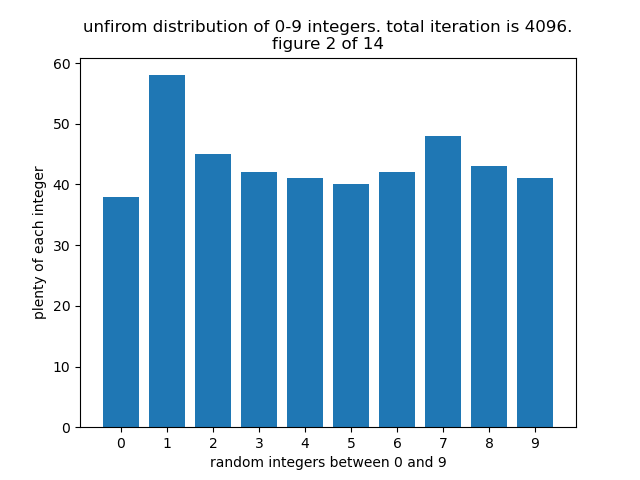 unfirom distribution of 0-9 integers. total iteration is 4096.
figure 2 of 14
60
50
40
30
20
10
0
plenty of each integer
0 1 2 3 4 5 6 7 8 9
random integers between 0 and 9